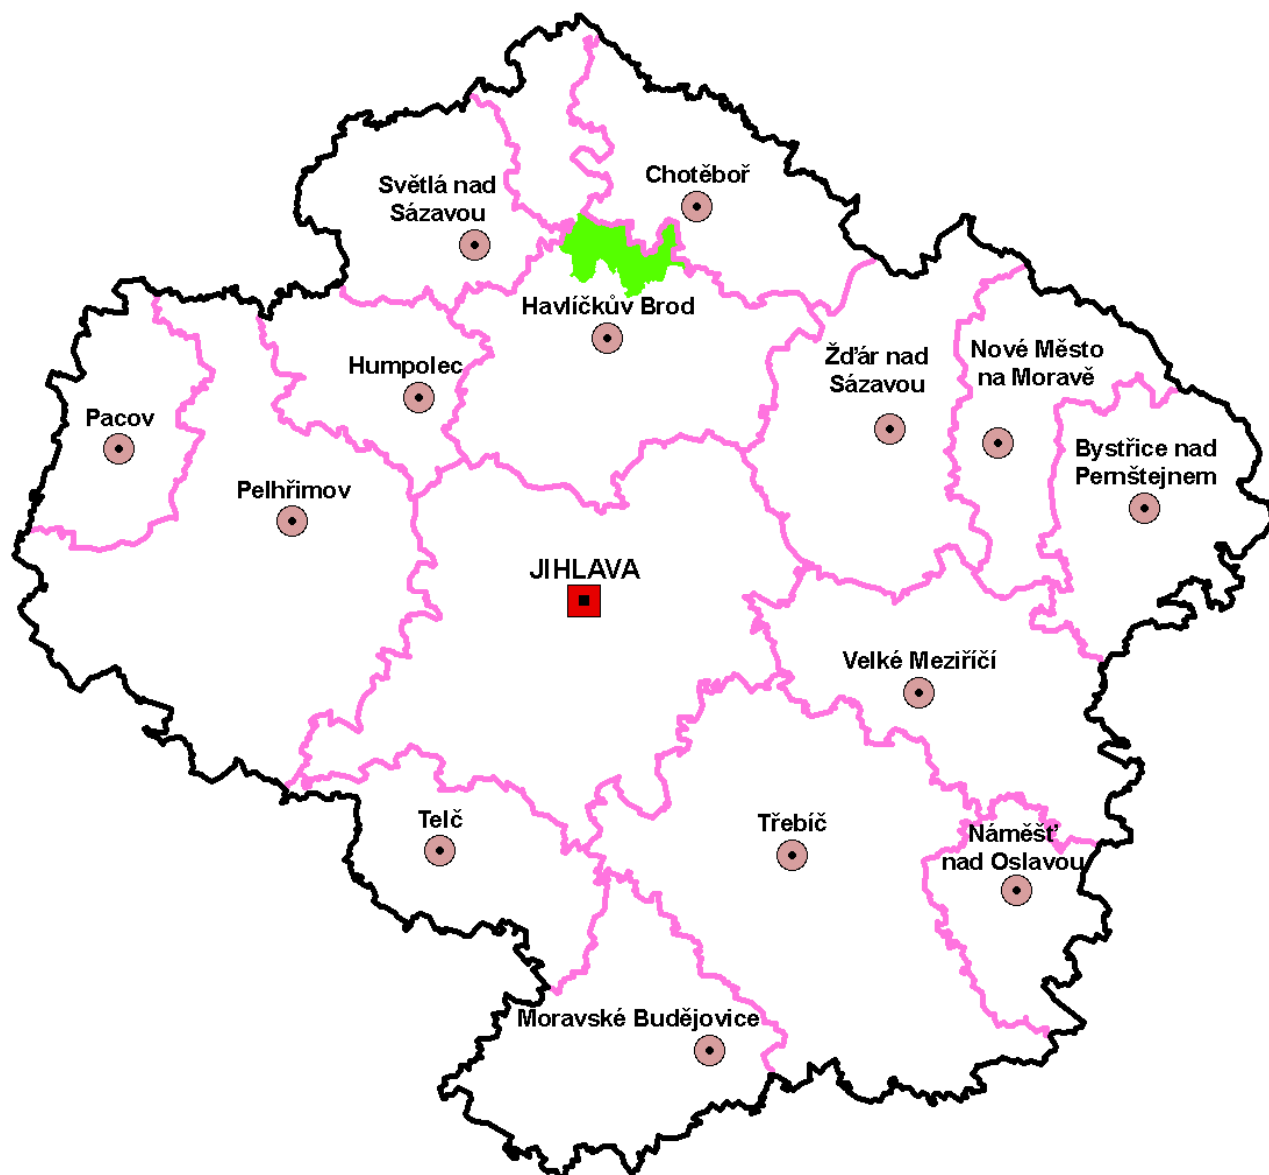 Chotěboř
Světlá nad
Sázavou
Havlíčkův Brod
Humpolec
Žďár nad
Sázavou
Nové Město
na Moravě
Pacov
Bystřice nad
Pernštejnem
Pelhřimov
JIHLAVA
Velké Meziříčí
Telč
Třebíč
Náměšť
nad Oslavou
Moravské Budějovice